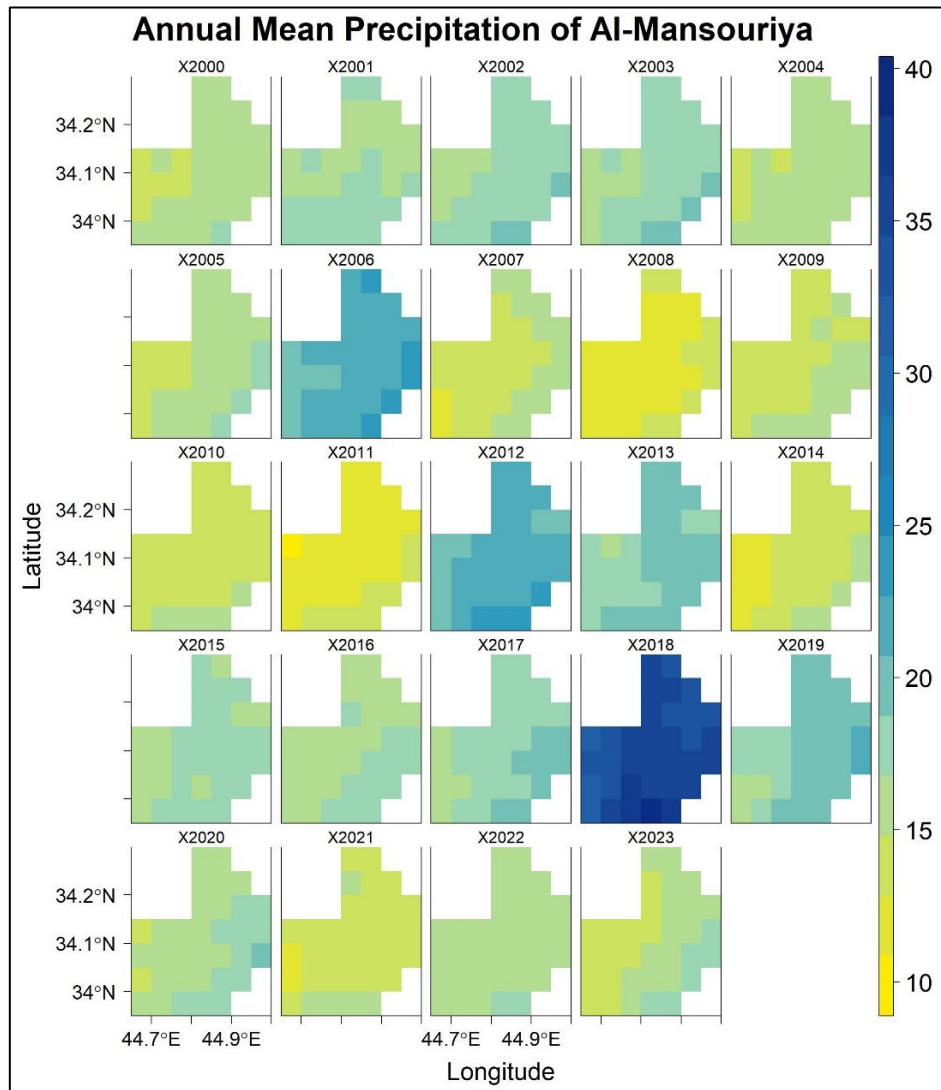 Annual Mean Precipitation of Al-Mansouriya
X2000 X2001 X2002 X2003 X2004
34.2°N
34.1°N
34°N
X2005 X2006 X2007 X2008 X2009
X2010 X2011 X2012 X2013 X2014
34.2°N
34.1°N
34°N
X2015 X2016 X2017 X2018 X2019
X2020 X2021 X2022 X2023
34.2°N
34.1°N
34°N
44.7°E 44.9°E 44.7°E 44.9°E
Longitude
Latitude
40
35
30
25
20
15
10